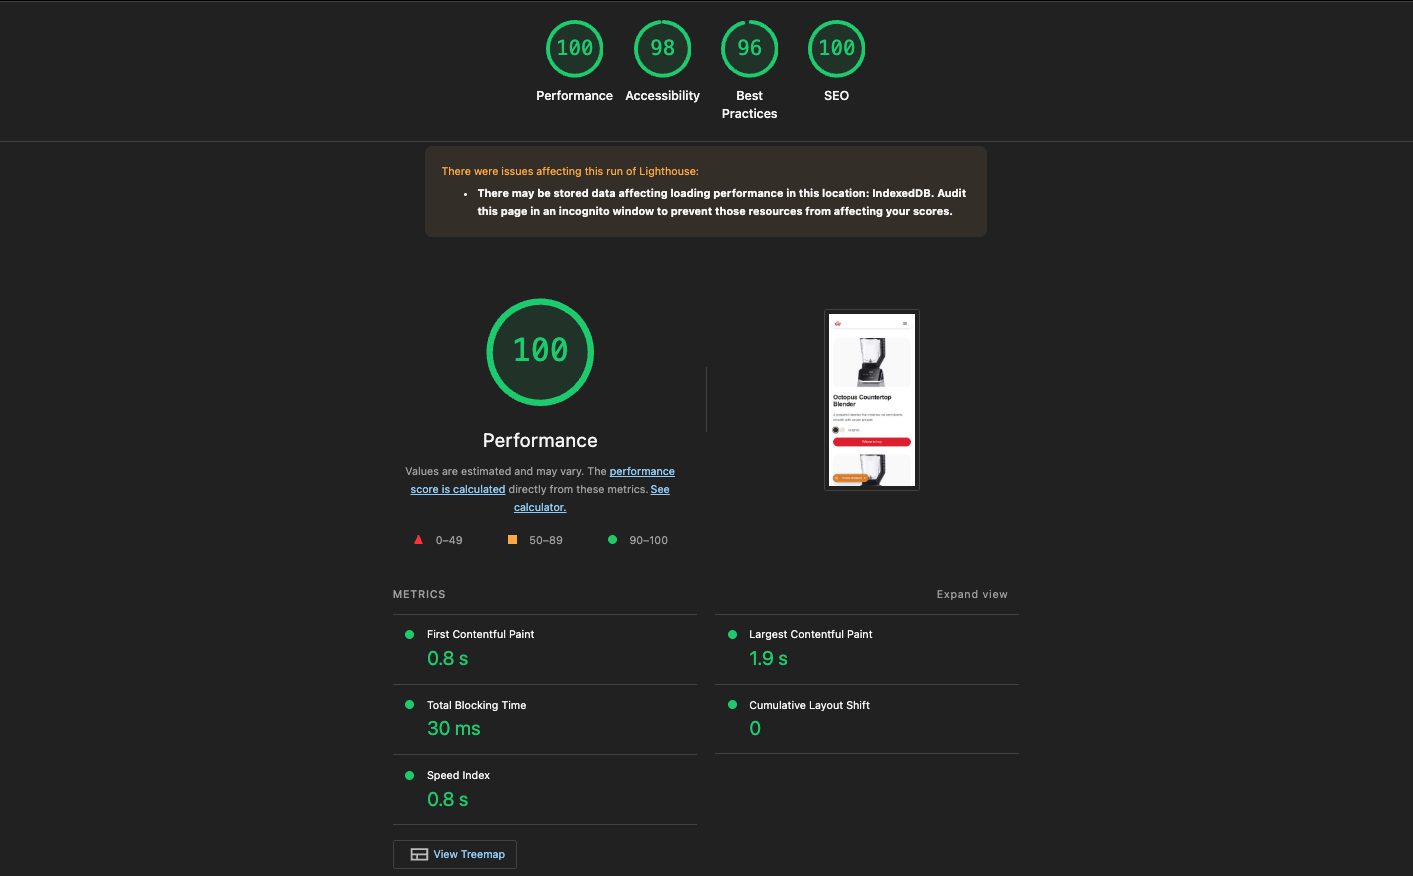 100
98
96
100
Performance
Accessibility
Best
Practices
SEO
There were issues affecting this run of Lighthouse:
• There may be stored data affecting loading performance in this location: IndexedDB. Audit
this page in an incognito window to prevent those resources from affecting your scores.
100
Performance
Values are estimated and may vary. The performance
score is calculated directly from these metrics. See
calculator.
0–49
50–89
90–100
Octopus Countertop
Blender
METRICS
Expand view
First Contentful Paint
0.8 s
Largest Contentful Paint
1.9 s
Total Blocking Time
30 ms
Cumulative Layout Shift
0
Speed Index
0.8 s
View Treemap